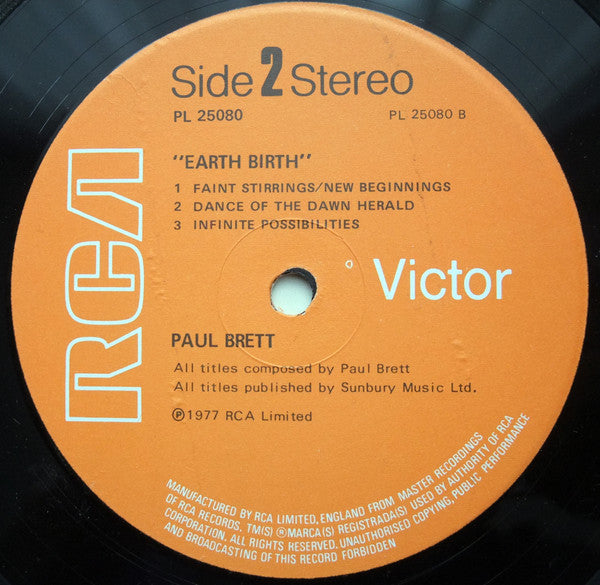 Side 2 Stereo
PL 25080
PL 25080 B
"EARTH BIRTH"
1 FAINT STIRRINGS/NEW BEGINNINGS
2 DANCE OF THE DAWN HERALD
3 INFINITE POSSIBILITIES
RCA
Victor
PAUL BRETT
All titles composed by Paul Brett
All titles published by Sunbury Music Ltd.
℗1977 RCA Limited
MANUFACTURED BY RCA LIMITED, ENGLAND FROM MASTER RECORDINGS
OF RCA RECORDS. TM(S) ® MARCA(S) REGISTRADA(S) USED BY AUTHORITY OF RCA
CORPORATION. ALL RIGHTS RESERVED. UNAUTHORISED COPYING, PUBLIC PERFORMANCE
AND BROADCASTING OF THIS RECORD FORBIDDEN